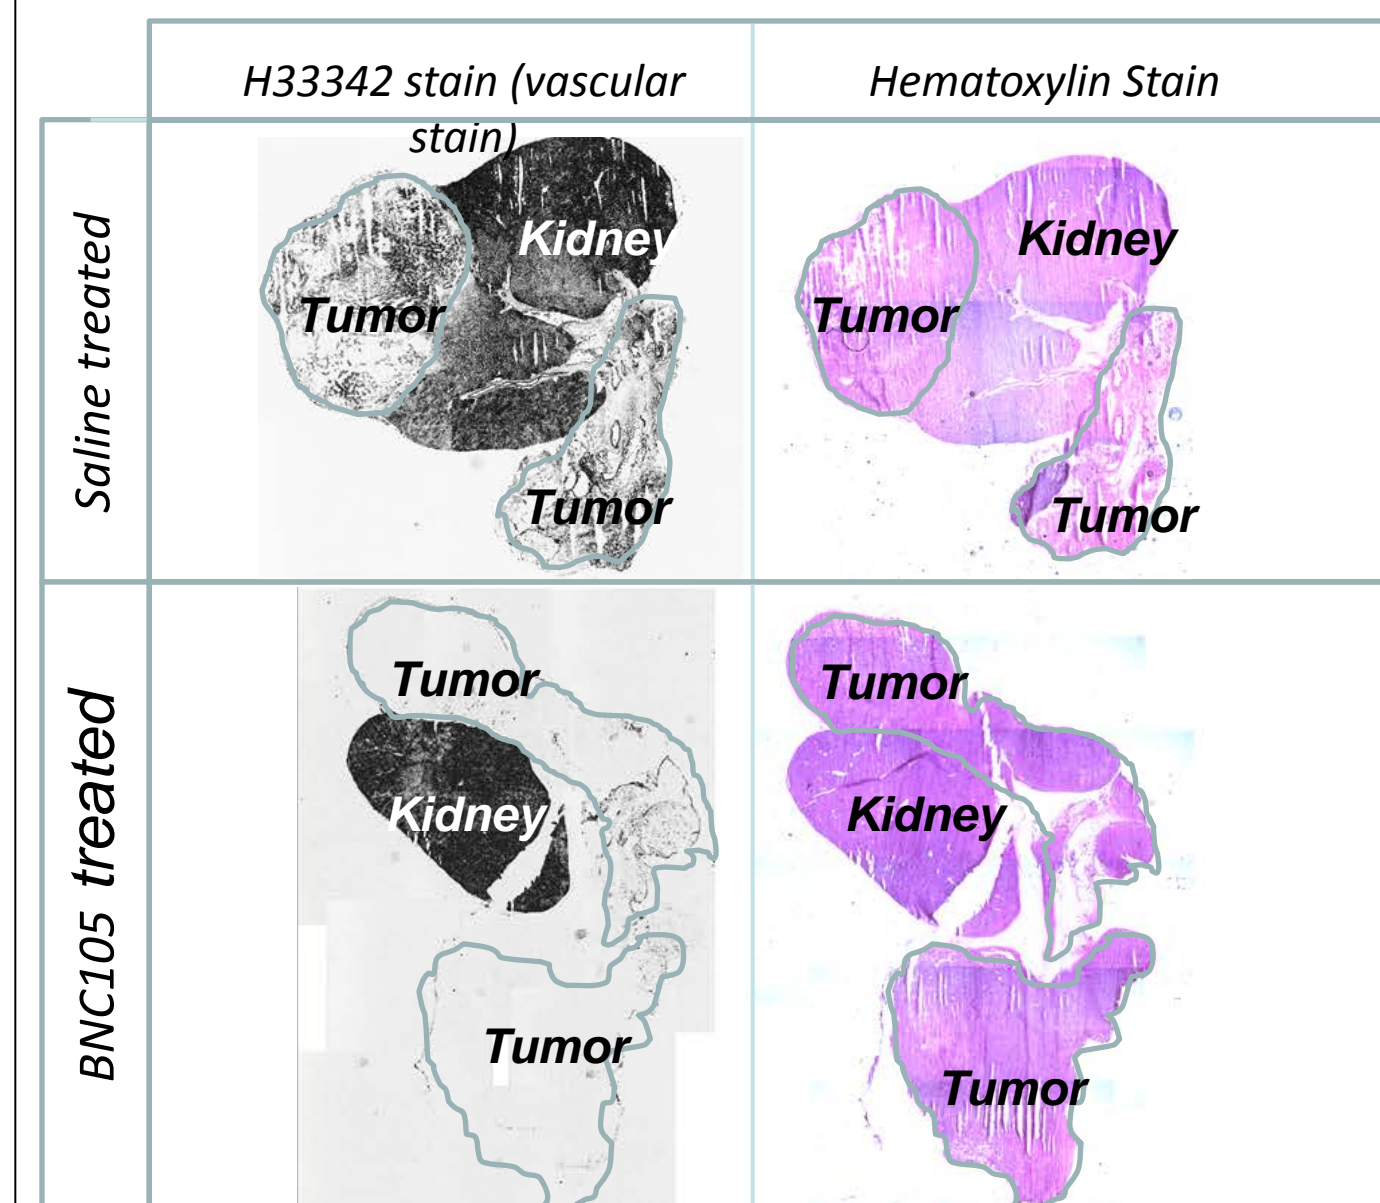 H33342 stain (vascular
stain)
Hematoxylin Stain
Saline treated
Kidney
Tumor
Tumor
Kidney
Tumor
Tumor
BNC105 treated
Tumor
Kidney
Tumor
Tumor
Kidney
Tumor